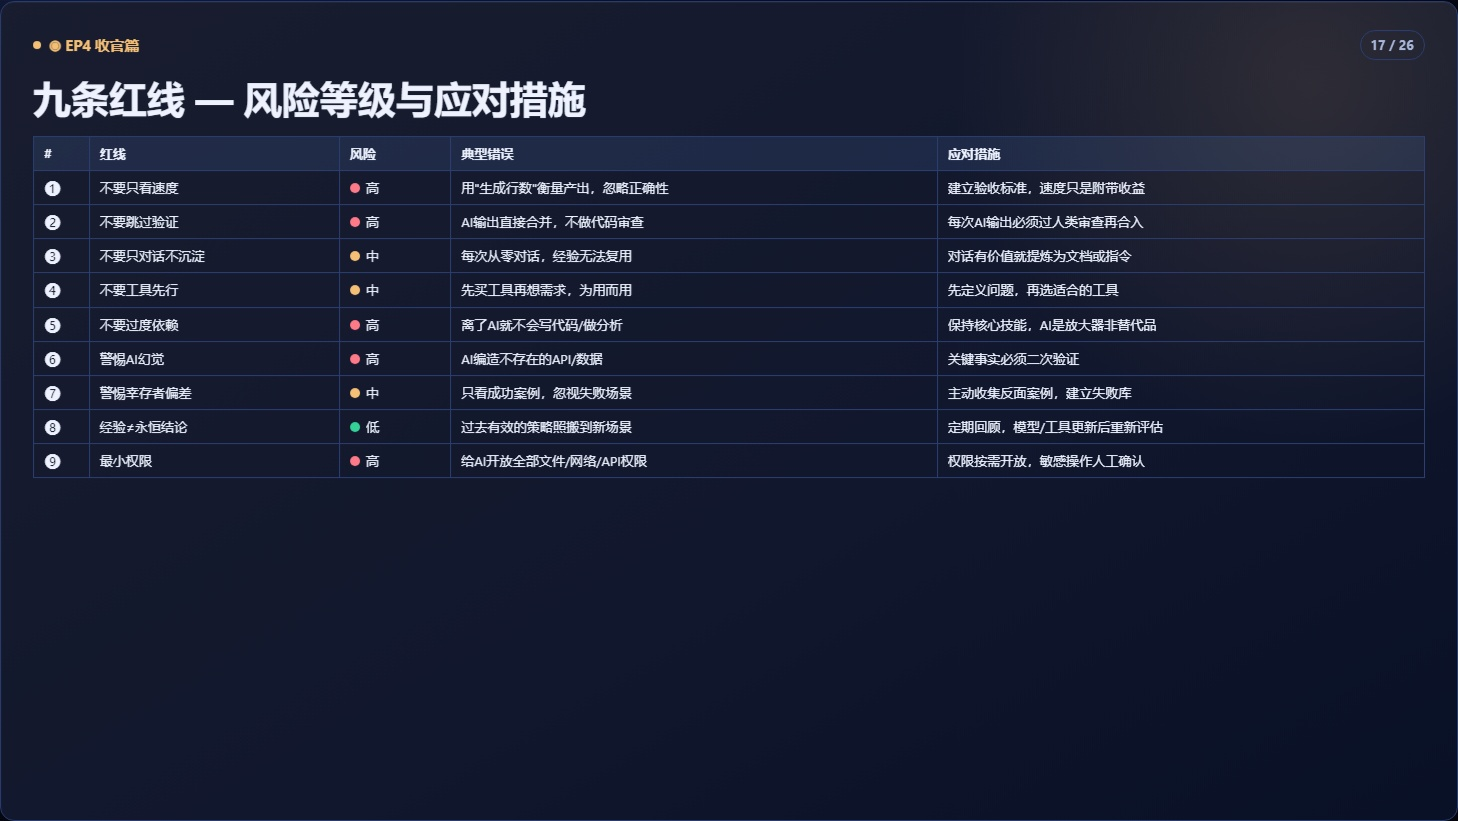 EP4 收官篇
17 / 26
九条红线 — 风险等级与应对措施
# 红线 风险 典型错误 应对措施
1 不要只看速度 高 用"生成行数"衡量产出，忽略正确性 建立验收标准，速度只是附带收益
2 不要跳过验证 高 AI输出直接合并，不做代码审查 每次AI输出必须过人类审查再合入
3 不要只对话不沉淀 中 每次从零对话，经验无法复用 对话有价值就提炼为文档或指令
4 不要工具先行 中 先买工具再想需求，为用而用 先定义问题，再选适合的工具
5 不要过度依赖 高 离了AI就不会写代码/做分析 保持核心技能，AI是放大器非替代品
6 警惕AI幻觉 高 AI编造不存在的API/数据 关键事实必须二次验证
7 警惕幸存者偏差 中 只看成功案例，忽视失败场景 主动收集反面案例，建立失败库
8 经验≠永恒结论 低 过去有效的策略照搬到新场景 定期回顾，模型/工具更新后重新评估
9 最小权限 高 给AI开放全部文件/网络/API权限 权限按需开放，敏感操作人工确认